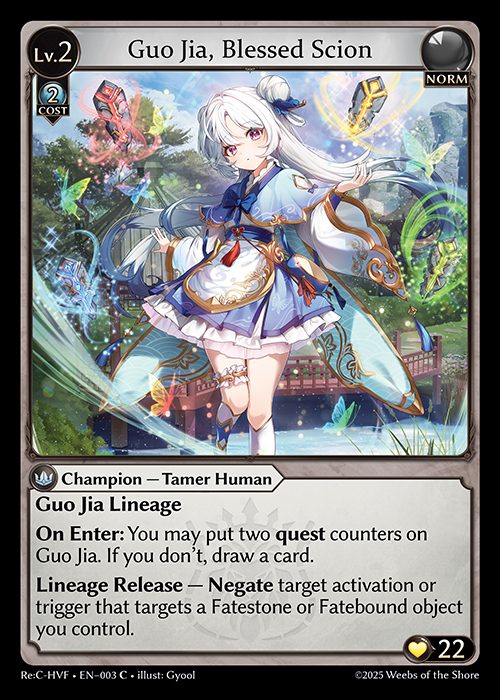 Lv.2
Guo Jia, Blessed Scion
NORM
2
COST
Champion — Tamer Human
Guo Jia Lineage
On Enter: You may put two quest counters on
Guo Jia. If you don't, draw a card.
Lineage Release — Negate target activation or
trigger that targets a Fatestone or Fatebound object
you control.
22
Re:C-HVF • EN-003 C • illust: Gyool
©2025 Weebs of the Shore